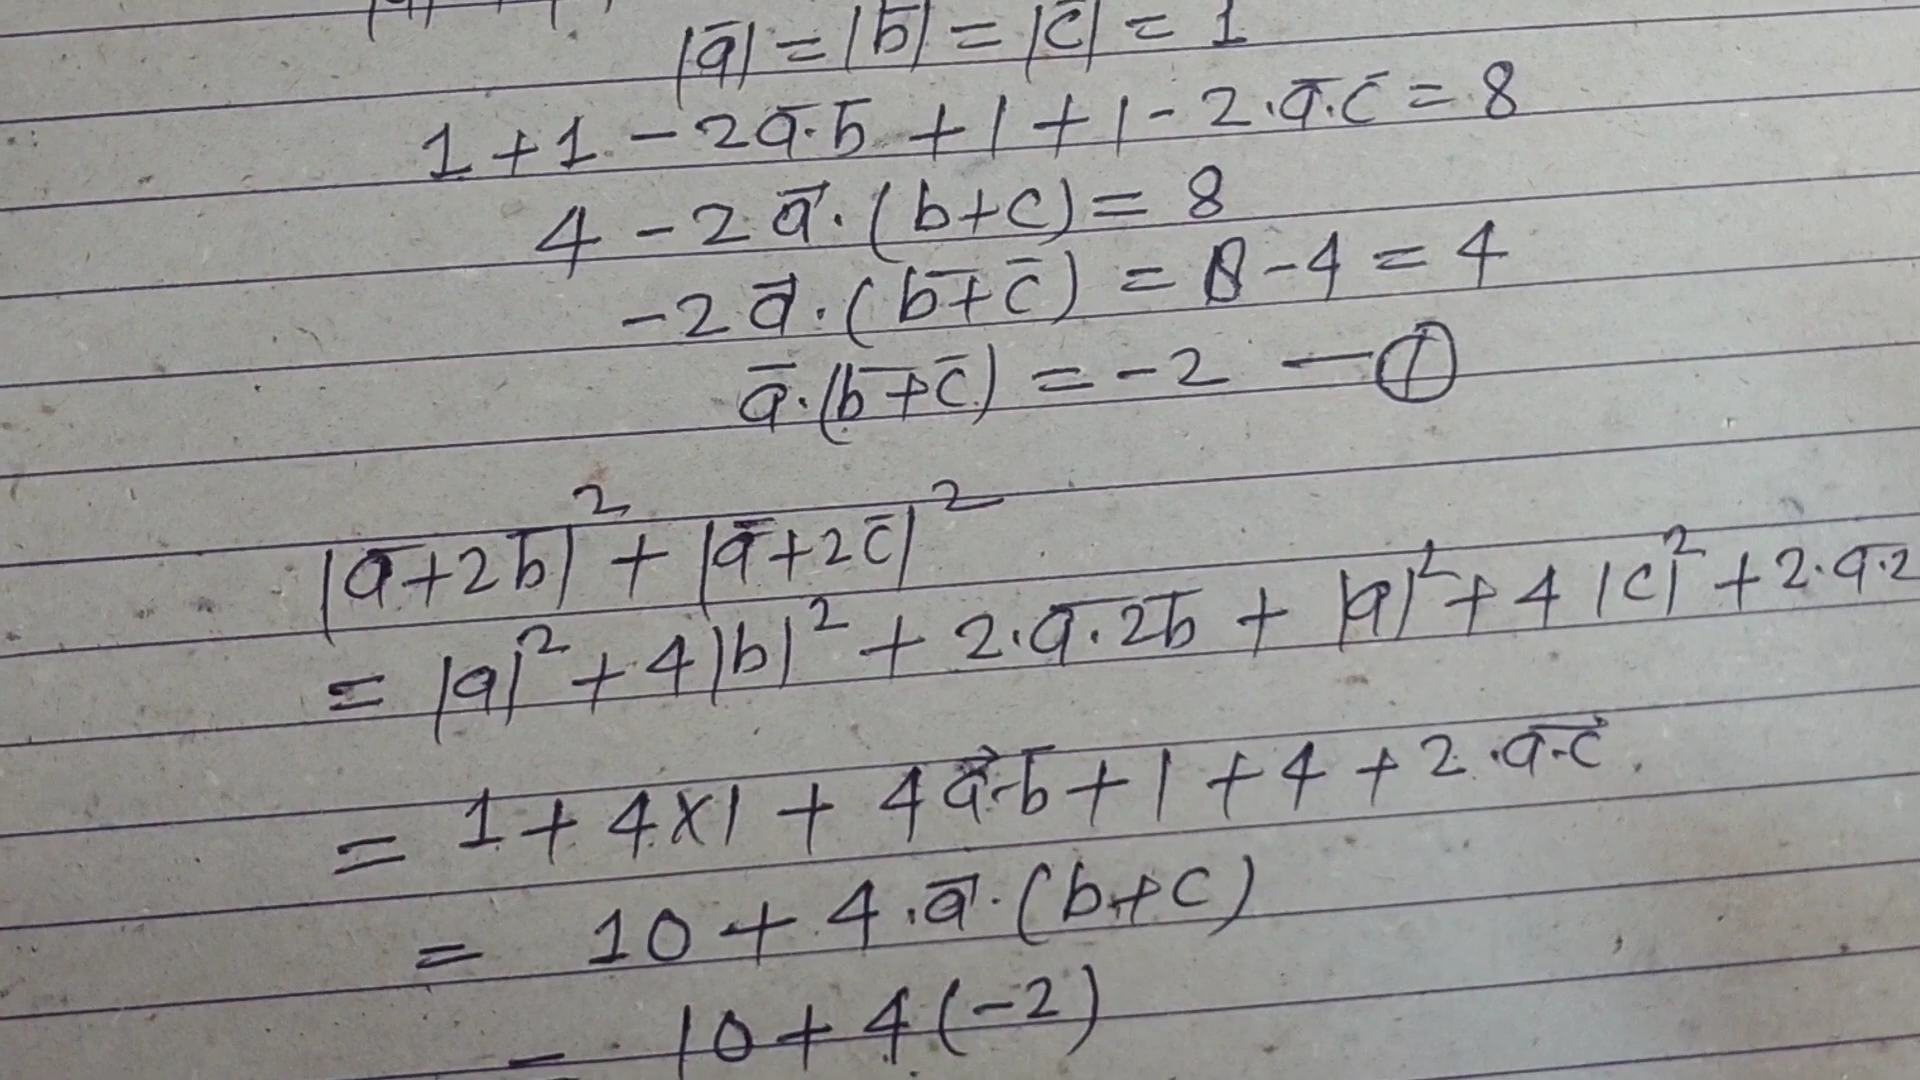 |a̅| = |b̅| = |c̅| = 1
1 + 1 - 2a̅·b̅ + 1 + 1 - 2·a̅·c̅ = 8
4 - 2a⃗·(b+c) = 8
-2a⃗·(b̅+c̅) = 8-4 = 4
a̅·(b̅+c̅) = -2 — ①
|a̅+2b̅|² + |a̅+2c̅|²
= |a|² + 4|b|² + 2·a̅·2b̅ + |a|² + 4|c|² + 2·a·2
= 1 + 4×1 + 4a⃗·b̅ + 1 + 4 + 2·a̅·c⃗.
= 10 + 4·a̅·(b+c)
= 10 + 4(-2)